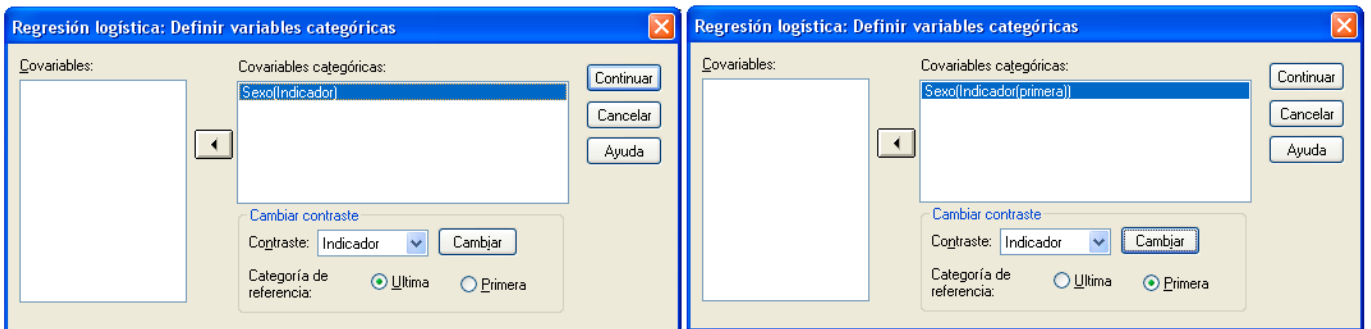 Regresión logística: Definir variables categóricas
Covariables:
Covariables categóricas:
Sexo(Indicador)
Continuar
Cancelar
Ayuda
Cambiar contraste
Contraste: Indicador Cambiar
Categoría de referencia: Ultima Primera
Regresión logística: Definir variables categóricas
Covariables:
Covariables categóricas:
Sexo(Indicador(primera))
Continuar
Cancelar
Ayuda
Cambiar contraste
Contraste: Indicador Cambiar
Categoría de referencia: Ultima Primera